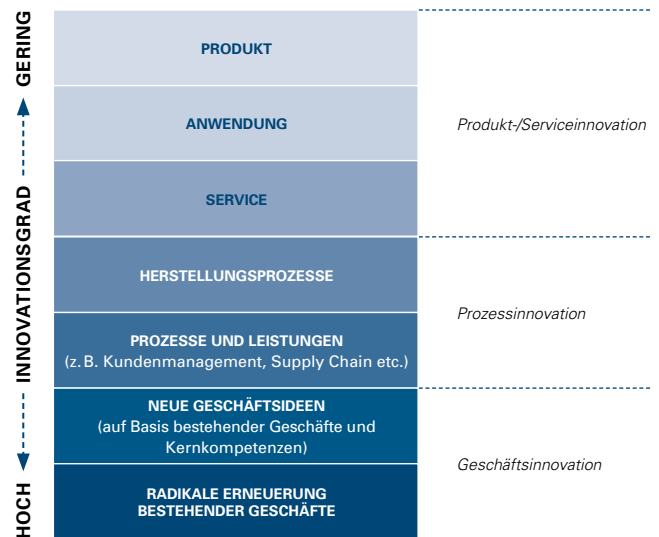 GERING
INNOVATIONSGRAD
HOCH
PRODUKT
ANWENDUNG
SERVICE
HERSTELLUNGSPROZESSE
PROZESSE UND LEISTUNGEN
(z. B. Kundenmanagement, Supply Chain etc.)
NEUE GESCHÄFTSIDEEN
(auf Basis bestehender Geschäfte und
Kernkompetenzen)
RADIKALE ERNEUERUNG
BESTEHENDER GESCHÄFTE
Produkt-/Serviceinnovation
Prozessinnovation
Geschäftsinnovation